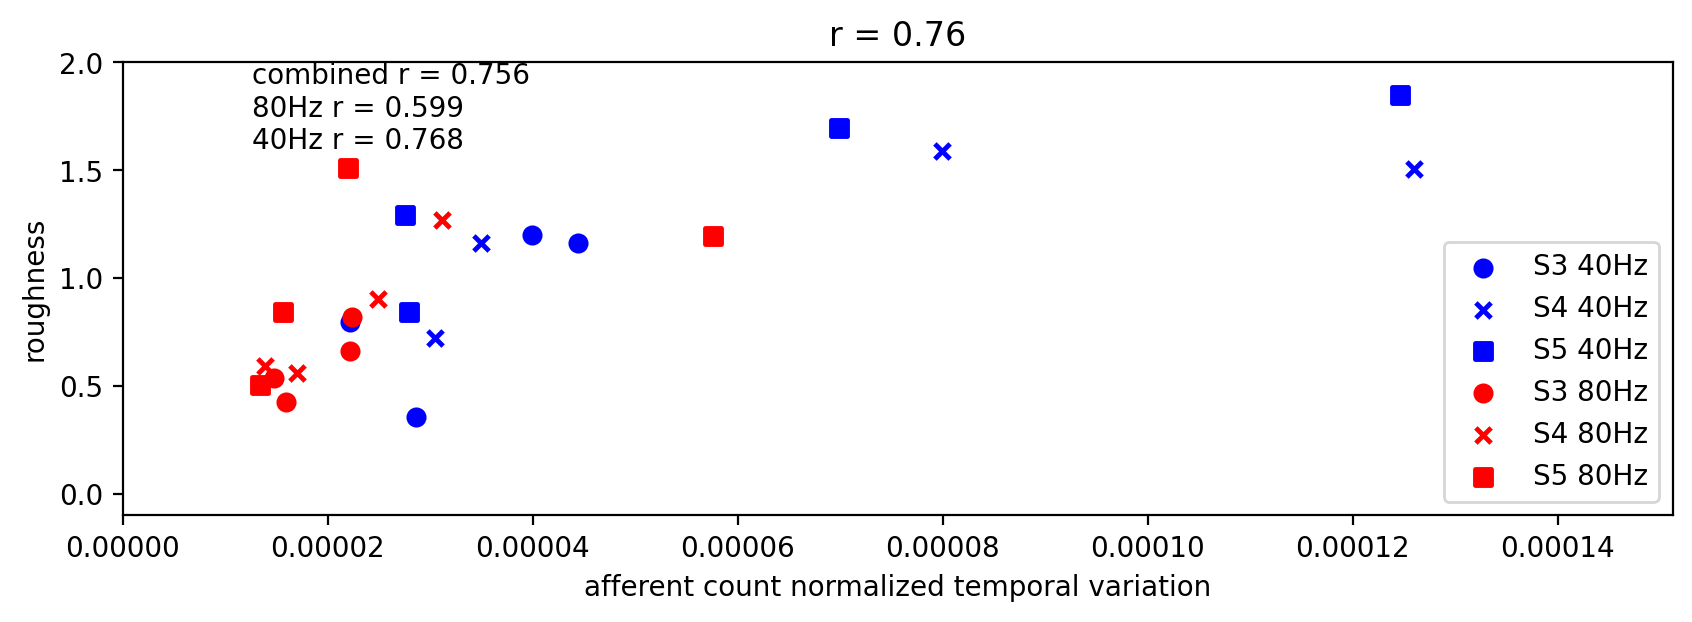 r = 0.76
combined r = 0.756
80Hz r = 0.599
40Hz r = 0.768
2.0
1.5
1.0
0.5
0.0
roughness
S3 40Hz
S4 40Hz
S5 40Hz
S3 80Hz
S4 80Hz
S5 80Hz
0.00000 0.00002 0.00004 0.00006 0.00008 0.00010 0.00012 0.00014
afferent count normalized temporal variation